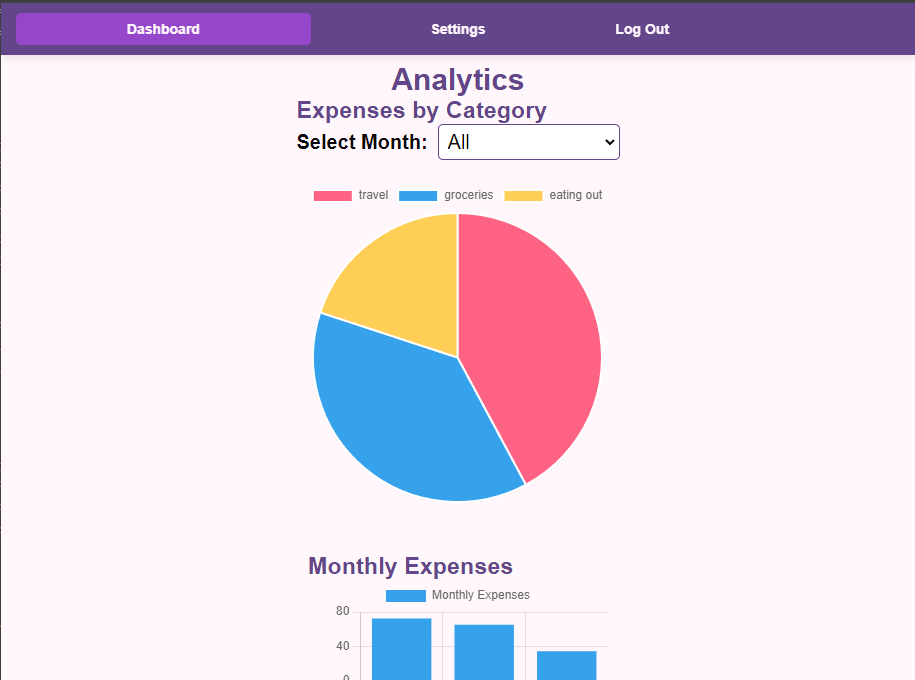 Dashboard Settings Log Out
Analytics
Expenses by Category
Select Month: All
travel groceries eating out
Monthly Expenses
Monthly Expenses
80
40
0